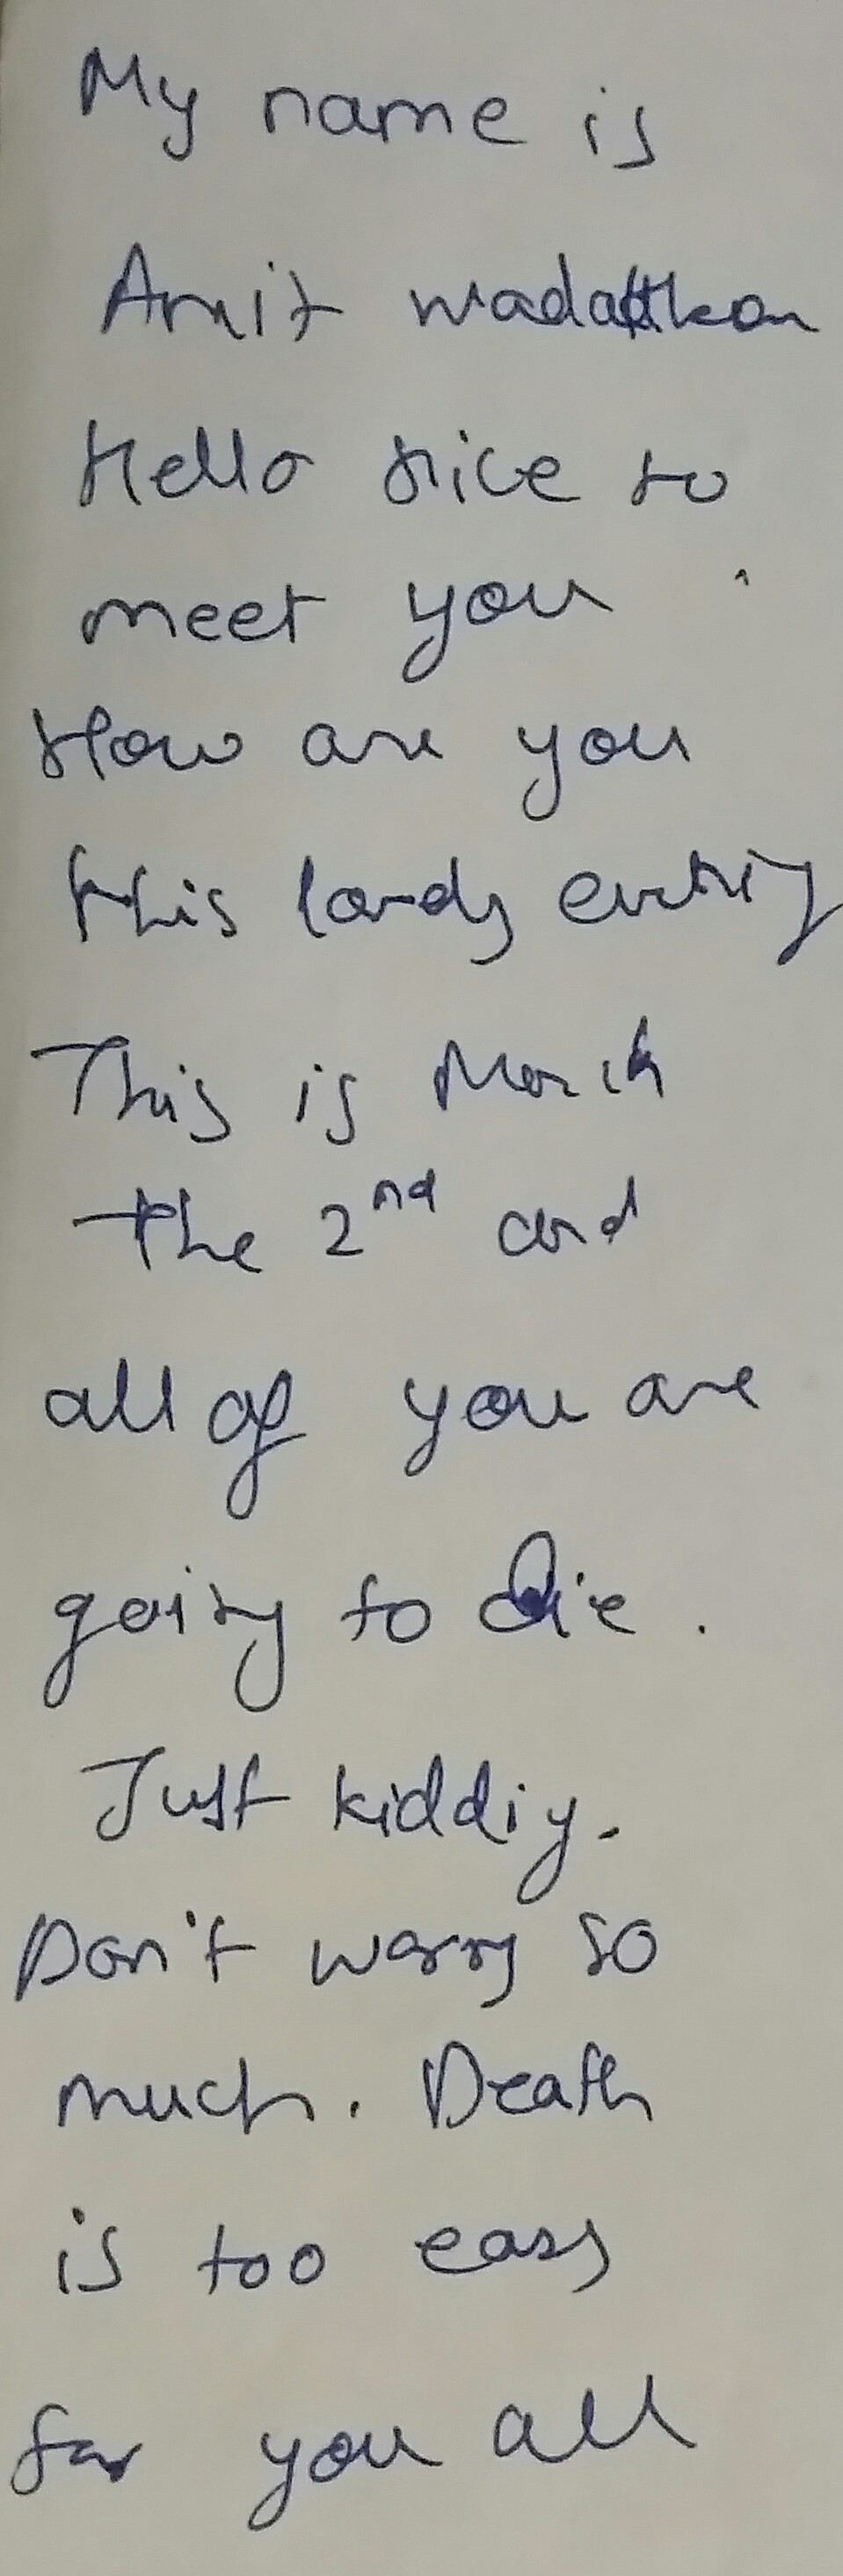 My name is
Amit
Hello nice to
meet you
How are you
this lovely evening
This is March
the 2nd and
all of you are
going to die.
Just kidding.
Don't worry so
much. Death
is too easy
for you all